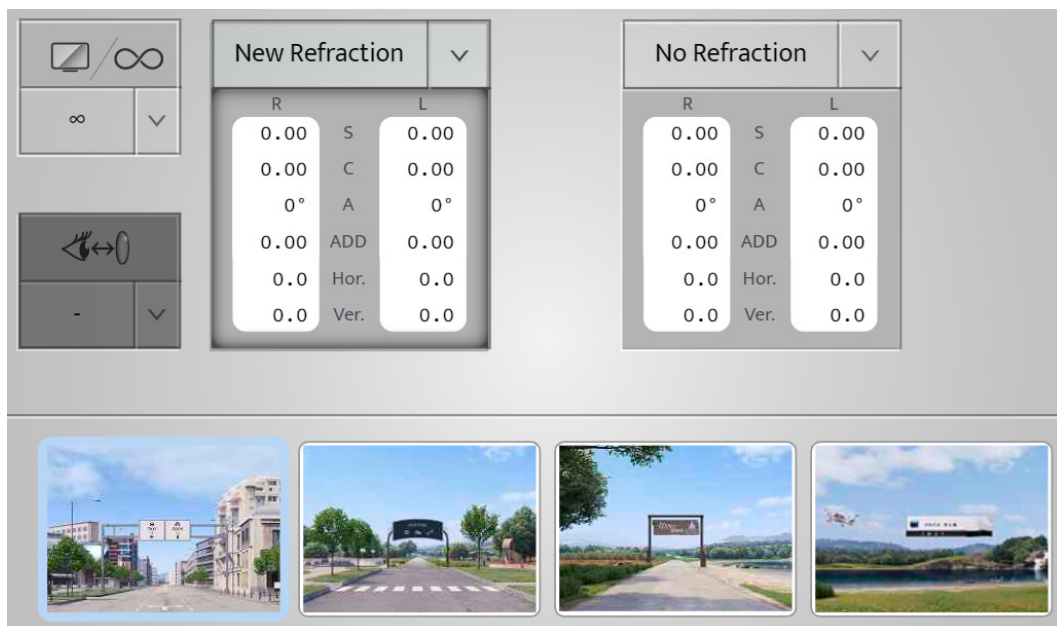 ∞
∞
-
New Refraction
R L
0.00 S 0.00
0.00 C 0.00
0° A 0°
0.00 ADD 0.00
0.0 Hor. 0.0
0.0 Ver. 0.0
No Refraction
R L
0.00 S 0.00
0.00 C 0.00
0° A 0°
0.00 ADD 0.00
0.0 Hor. 0.0
0.0 Ver. 0.0